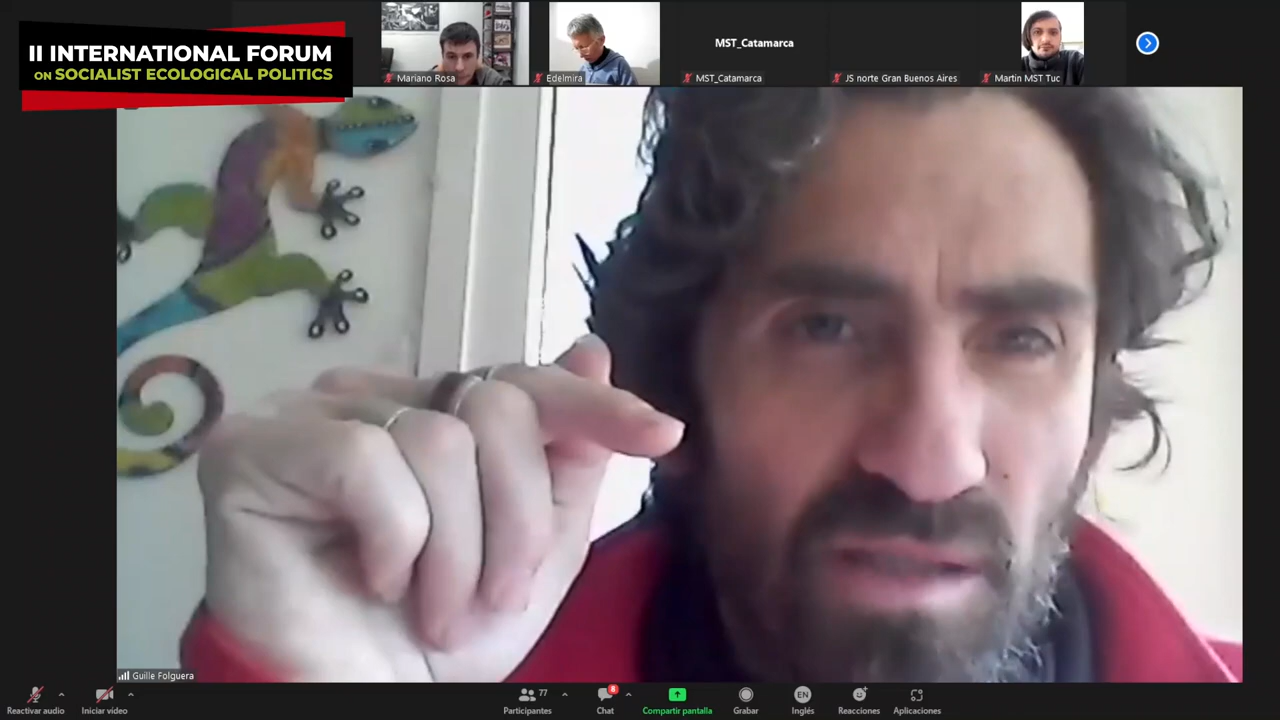 II INTERNATIONAL FORUM
ON SOCIALIST ECOLOGICAL POLITICS
Mariano Rosa
Edelmira
MST_Catamarca
MST_Catamarca
JS norte Gran Buenos Aires
Martin MST Tuc
Guille Folguera
Reactivar audio
Iniciar video
77
Participantes
8
Chat
Compartir pantalla
Grabar
EN
Inglés
Reacciones
Aplicaciones